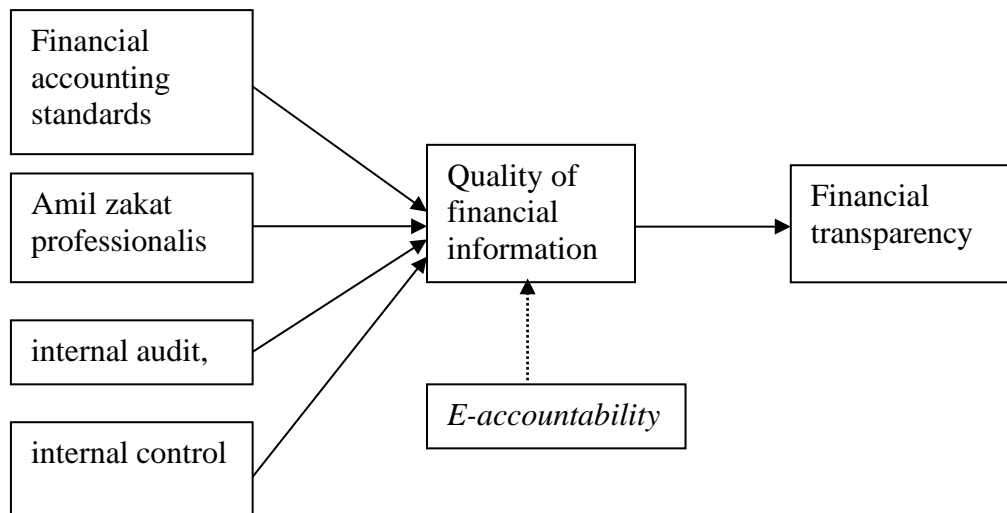 Financial
accounting
standards
Amil zakat
professionalis
internal audit,
internal control
Quality of
financial
information
E-accountability
Financial
transparency